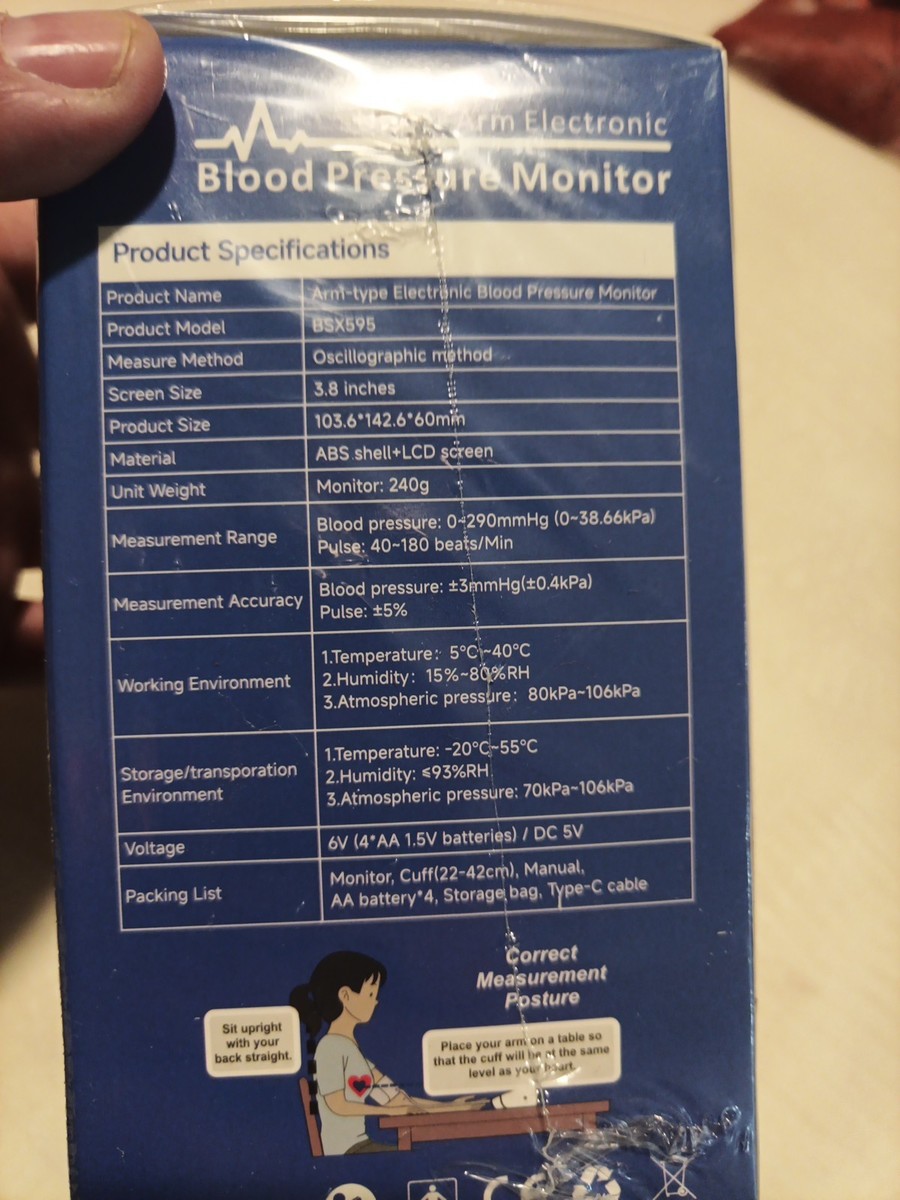 Arm Electronic
Blood Pressure Monitor
Product Specifications
Product Name Arm-type Electronic Blood Pressure Monitor
Product Model BSX595
Measure Method Oscillographic method
Screen Size 3.8 inches
Product Size 103.6*142.6*60mm
Material ABS shell+LCD screen
Unit Weight Monitor: 240g
Measurement Range Blood pressure: 0~290mmHg (0~38.66kPa)
Pulse: 40~180 beats/Min
Measurement Accuracy Blood pressure: ±3mmHg(±0.4kPa)
Pulse: ±5%
Working Environment 1.Temperature: 5°C~40°C
2.Humidity: 15%~80%RH
3.Atmospheric pressure: 80kPa~106kPa
Storage/transporation
Environment 1.Temperature: -20°C~55°C
2.Humidity: ≤93%RH
3.Atmospheric pressure: 70kPa~106kPa
Voltage 6V (4*AA 1.5V batteries) / DC 5V
Packing List Monitor, Cuff(22-42cm), Manual,
AA battery*4, Storage bag, Type-C cable
Correct
Measurement
Posture
Sit upright
with your
back straight.
Place your arm on a table so
that the cuff will be at the same
level as your heart.